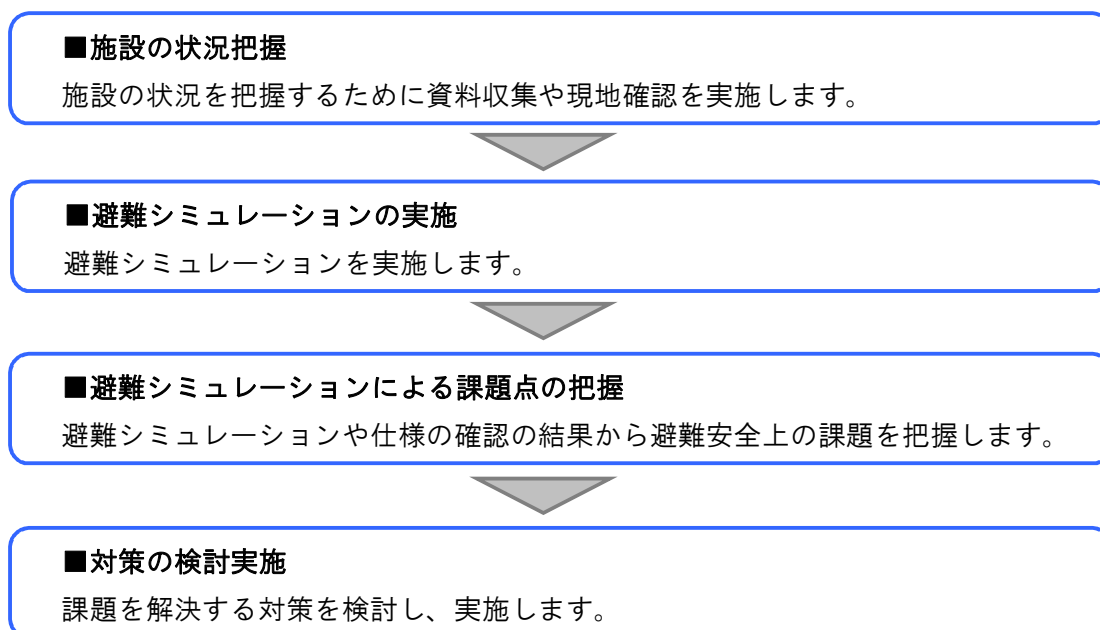 ■施設の状況把握
施設の状況を把握するために資料収集や現地確認を実施します。
■避難シミュレーションの実施
避難シミュレーションを実施します。
■避難シミュレーションによる課題点の把握
避難シミュレーションや仕様の確認の結果から避難安全上の課題を把握します。
■対策の検討実施
課題を解決する対策を検討し、実施します。